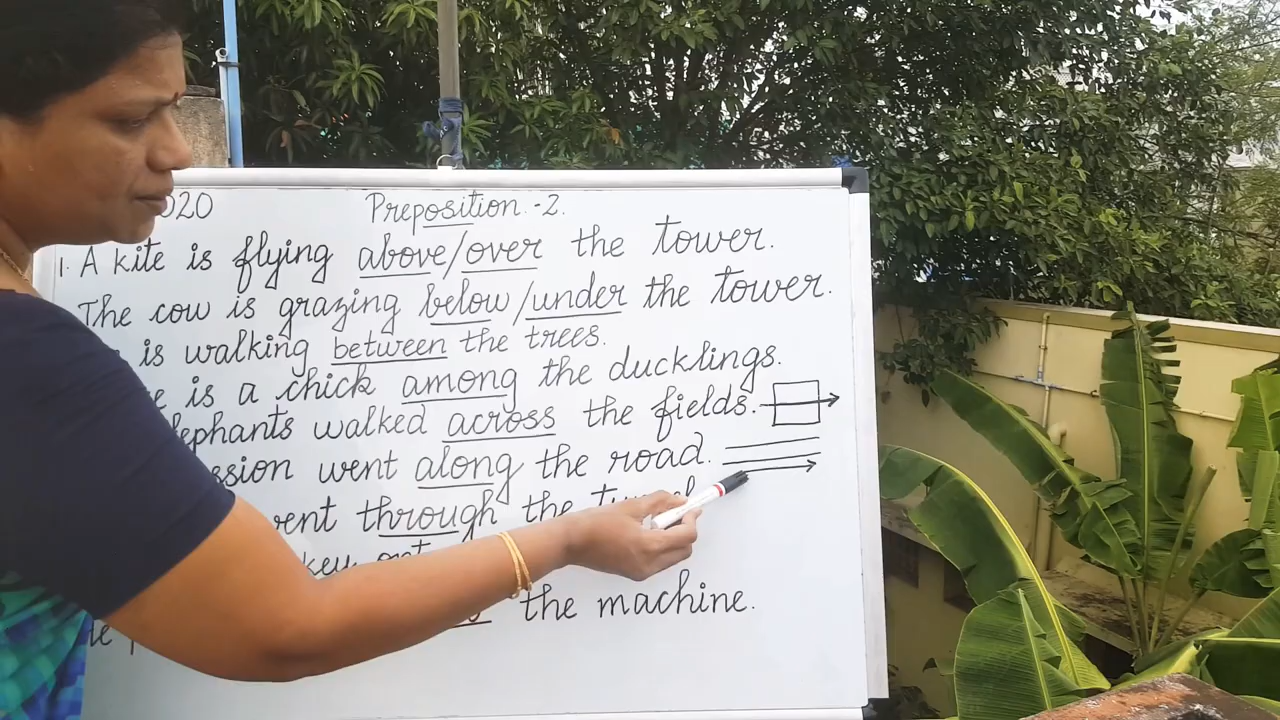 020 Preposition.-2.
1. A kite is flying above/over the tower.
The cow is grazing below/under the tower.
is walking between the trees.
is a chick among the ducklings.
elephants walked across the fields.
ssion went along the road.
went through the
key
the machine.